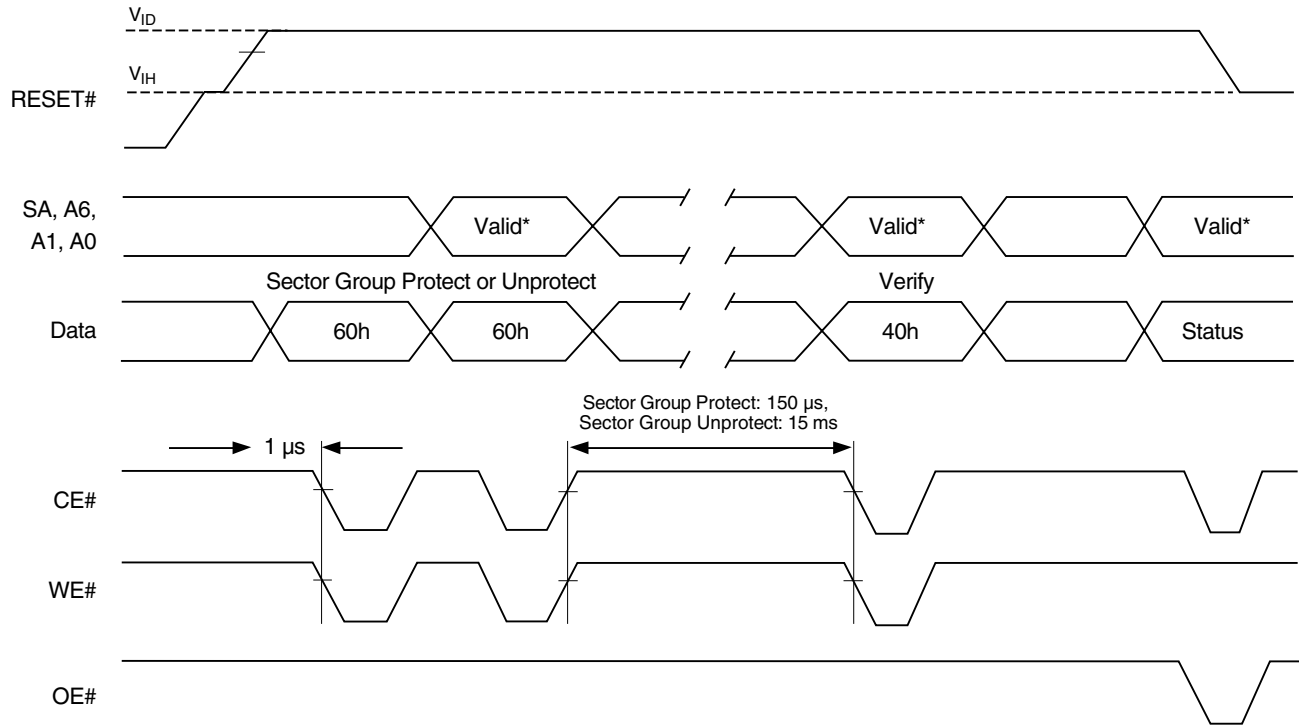 VID
VIH
RESET#
SA, A6,
A1, A0
Valid*
Valid*
Valid*
Sector Group Protect or Unprotect
Verify
Data
60h
60h
40h
Status
Sector Group Protect: 150 µs,
Sector Group Unprotect: 15 ms
1 µs
CE#
WE#
OE#